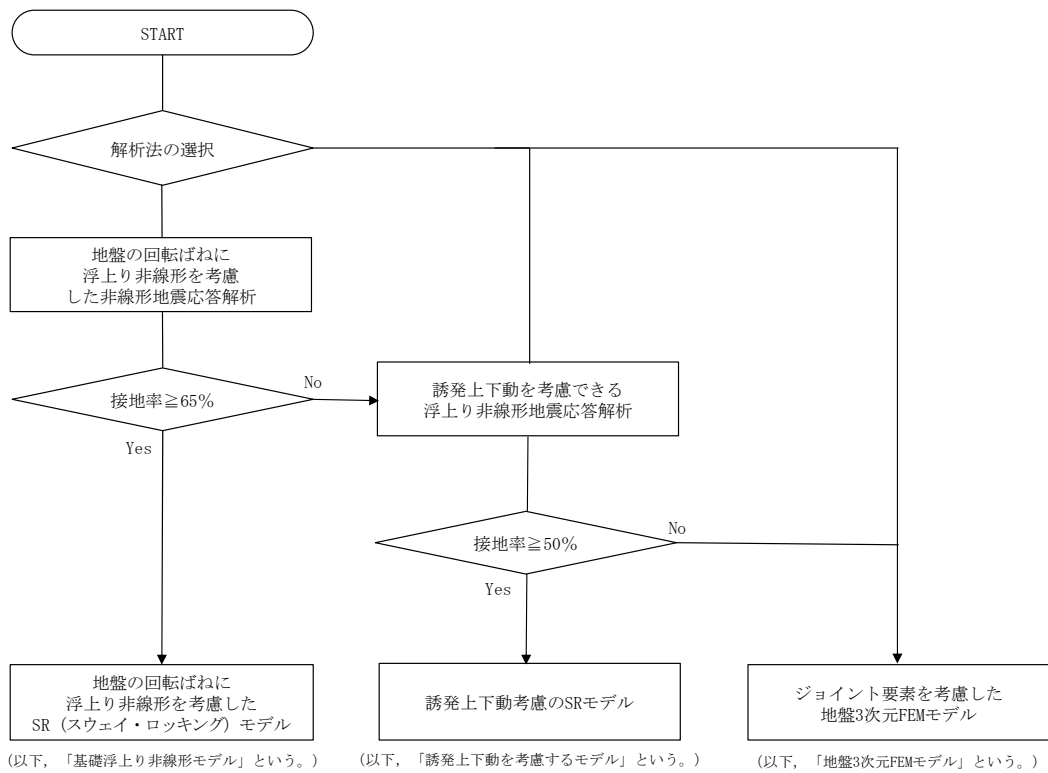 START
解析法の選択
地盤の回転ばねに
浮上り非線形を考慮
した非線形地震応答解析
接地率≧65%
No
Yes
誘発上下動を考慮できる
浮上り非線形地震応答解析
接地率≧50%
No
Yes
地盤の回転ばねに
浮上り非線形を考慮した
SR（スウェイ・ロッキング）モデル
(以下，「基礎浮上り非線形モデル」という。)
誘発上下動考慮のSRモデル
(以下，「誘発上下動を考慮するモデル」という。)
ジョイント要素を考慮した
地盤3次元FEMモデル
(以下，「地盤3次元FEMモデル」という。)